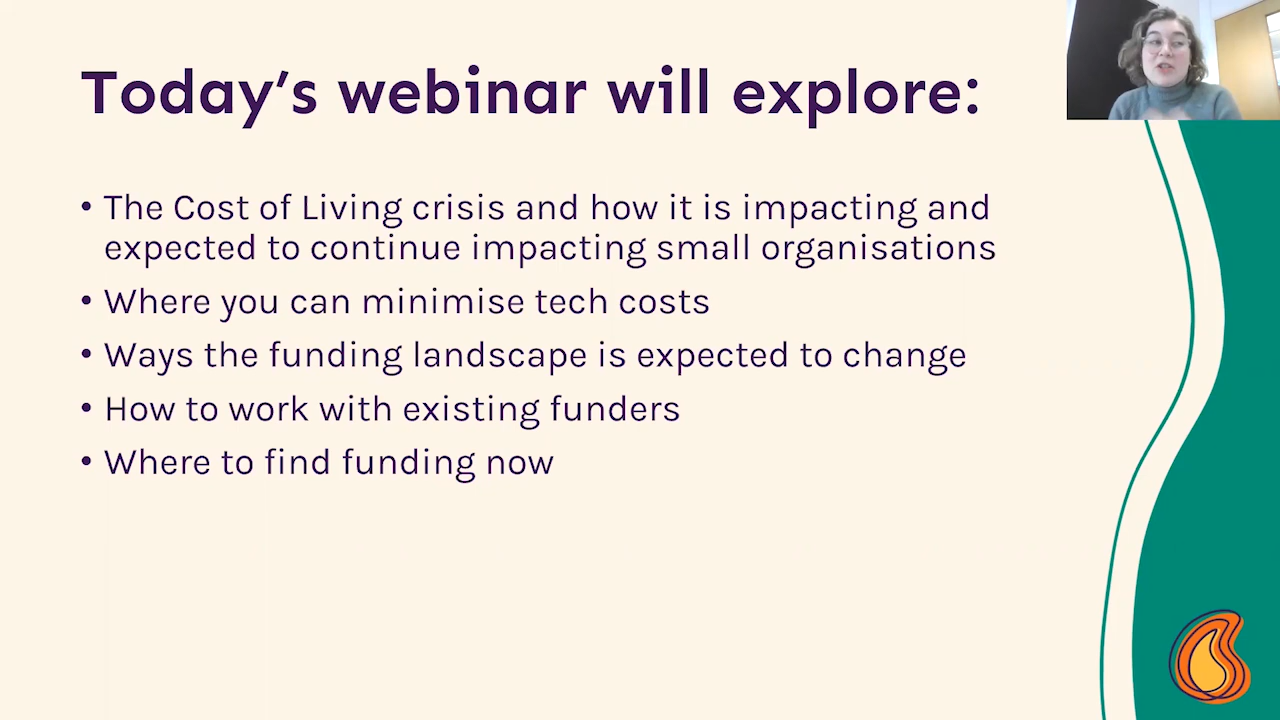 Today's webinar will explore:
• The Cost of Living crisis and how it is impacting and
expected to continue impacting small organisations
• Where you can minimise tech costs
• Ways the funding landscape is expected to change
• How to work with existing funders
• Where to find funding now